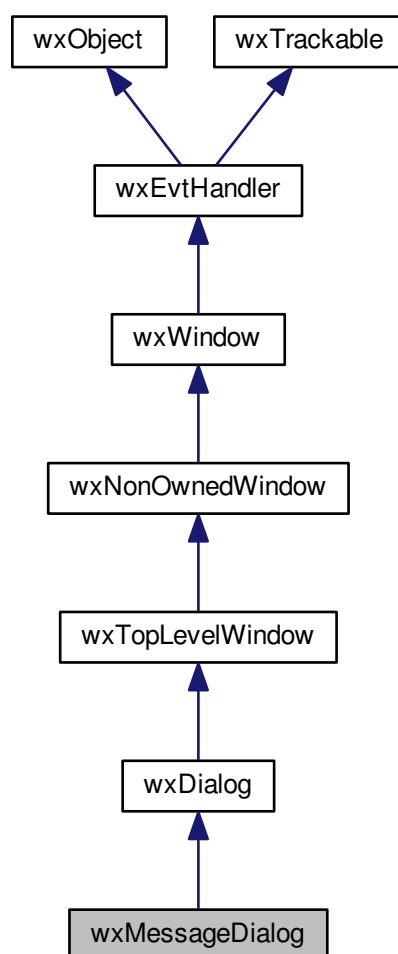 wxObject
wxTrackable
wxEvtHandler
wxWindow
wxNonOwnedWindow
wxTopLevelWindow
wxDialog
wxMessageDialog